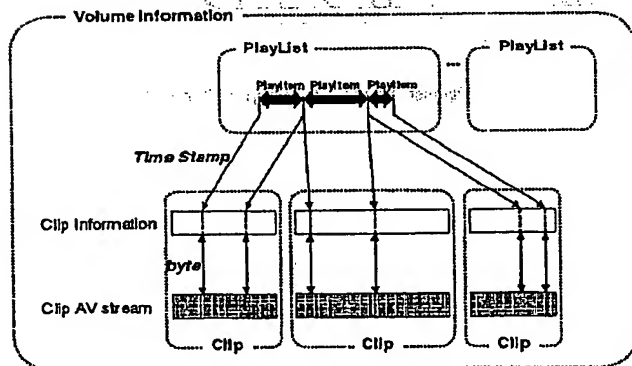 Volume Information
PlayList
PlayList
...
PlayItem PlayItem PlayItem
Time Stamp
Clip Information
byte
Clip AV stream
Clip
Clip
Clip